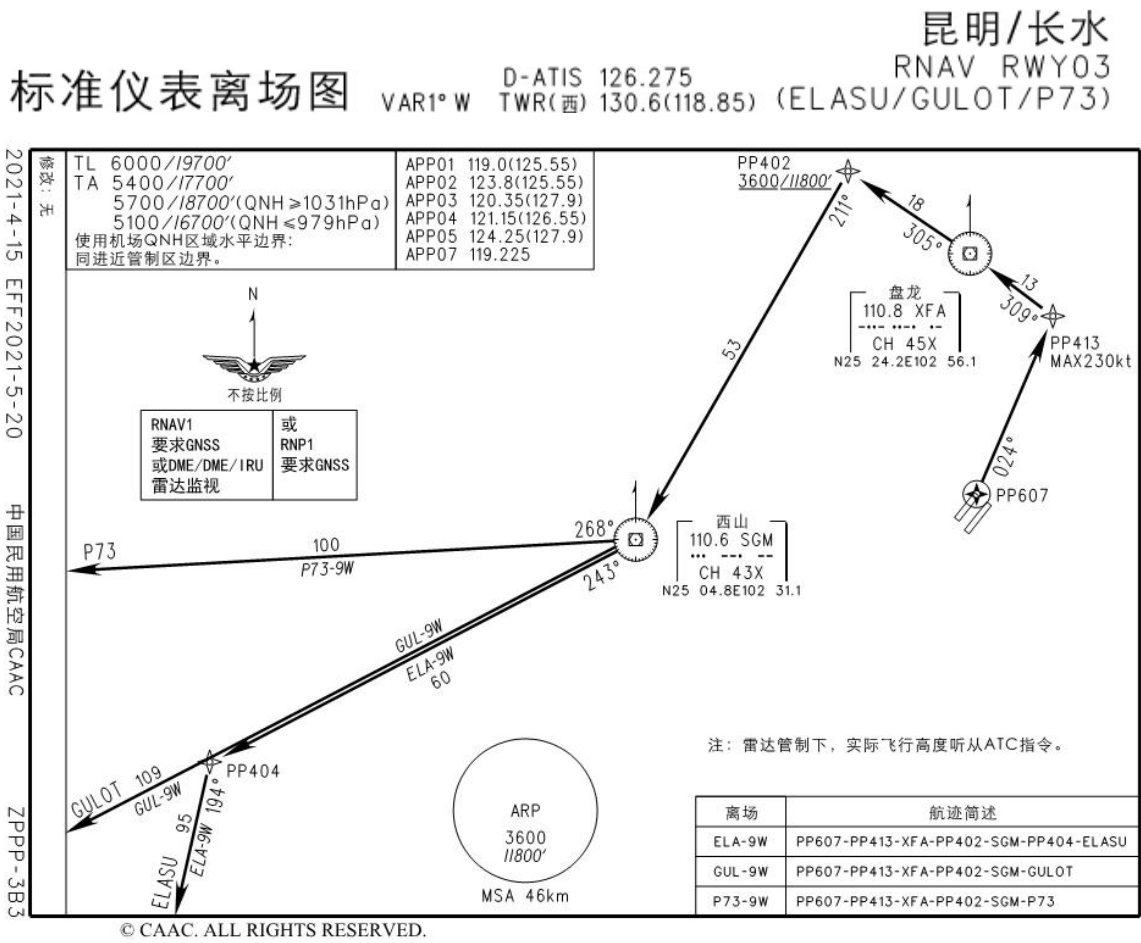 昆明/长水
RNAV RWY03
(ELASU/GULOT/P73)
标准仪表离场图
VAR1° W
D-ATIS 126.275
TWR(西) 130.6(118.85)
2021-4-15 EFF2021-5-20 中国民用航空局CAAC ZPPP-3B3
修改: 无
TL 6000/19700'
TA 5400/17700'
5700/18700'(QNH≥1031hPa)
5100/16700'(QNH≤979hPa)
使用机场QNH区域水平边界:
同进近管制区边界。
APP01 119.0(125.55)
APP02 123.8(125.55)
APP03 120.35(127.9)
APP04 121.15(126.55)
APP05 124.25(127.9)
APP07 119.225
PP402
3600/11800'
211°
18
305°
13
309°
盘龙
110.8 XFA
CH 45X
N25 24.2E102 56.1
PP413
MAX230kt
024°
PP607
N
不按比例
RNAV1
要求GNSS
或DME/DME/IRU
雷达监视
或
RNP1
要求GNSS
53
西山
110.6 SGM
CH 43X
N25 04.8E102 31.1
268°
243°
P73
100
P73-9W
GUL-9W
ELA-9W
60
PP404
GULOT 109
GUL-9W
194°
95
ELA-9W
ELASU
ARP
3600
11800'
MSA 46km
注: 雷达管制下, 实际飞行高度听从ATC指令。
离场 航迹简述
ELA-9W PP607-PP413-XFA-PP402-SGM-PP404-ELASU
GUL-9W PP607-PP413-XFA-PP402-SGM-GULOT
P73-9W PP607-PP413-XFA-PP402-SGM-P73
© CAAC. ALL RIGHTS RESERVED.